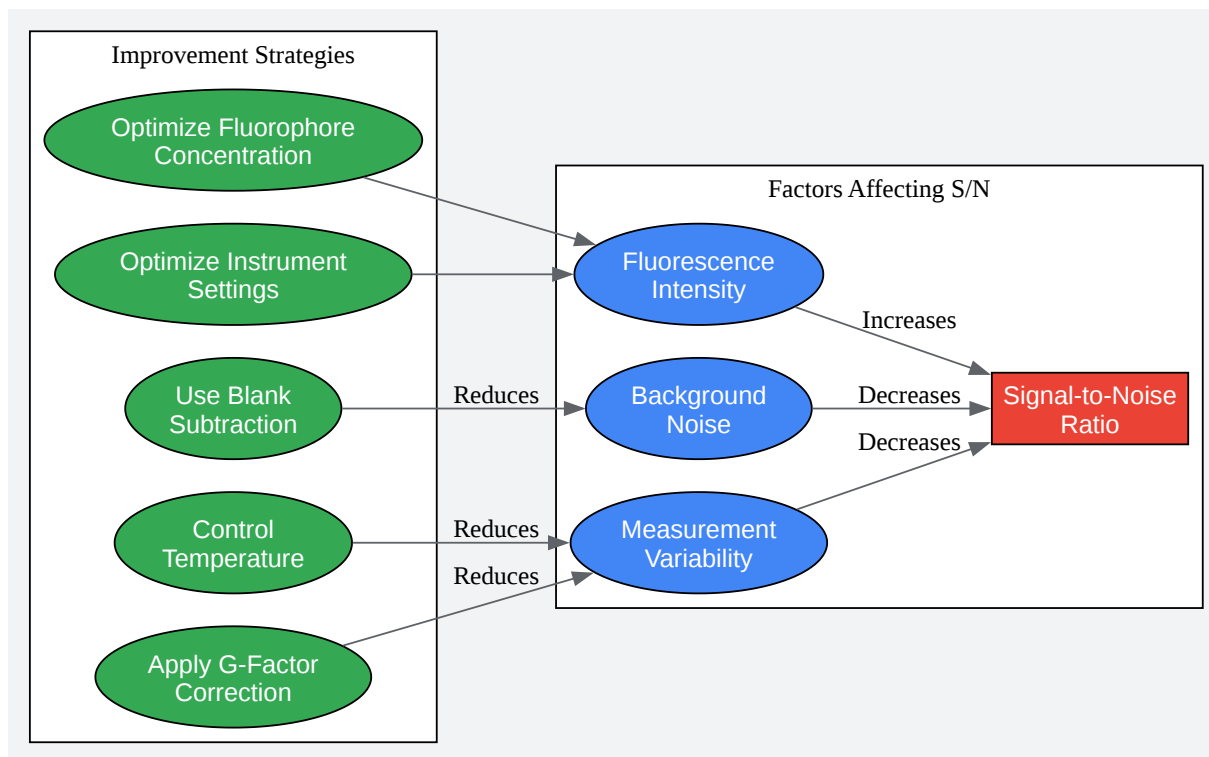 Improvement Strategies
Optimize Fluorophore
Concentration
Optimize Instrument
Settings
Use Blank
Subtraction
Control
Temperature
Apply G-Factor
Correction
Reduces
Reduces
Reduces
Factors Affecting S/N
Fluorescence
Intensity
Background
Noise
Measurement
Variability
Increases
Decreases
Decreases
Signal-to-Noise
Ratio